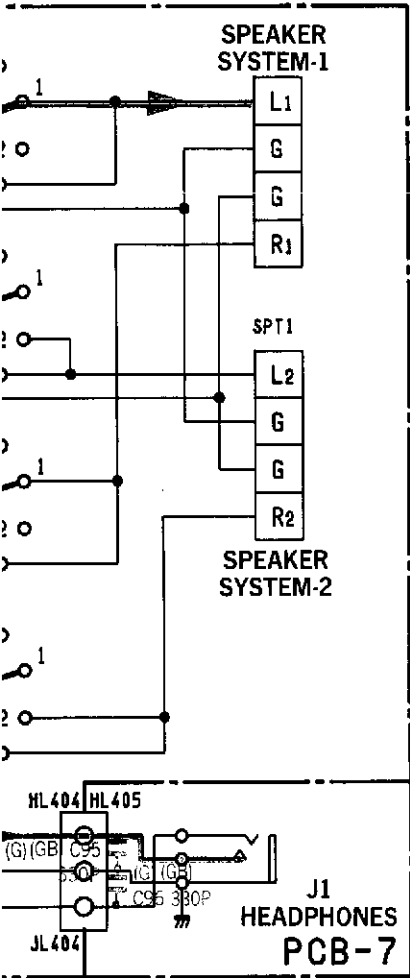 SPEAKER
SYSTEM-1
1
L1
2
G
G
R1
1
SPT1
2
L2
G
1
G
2
R2
SPEAKER
SYSTEM-2
1
2
HL404 HL405
(G) (GB) C95
330P (G) (GB)
C96 330P
J1
HEADPHONES
JL404
PCB-7